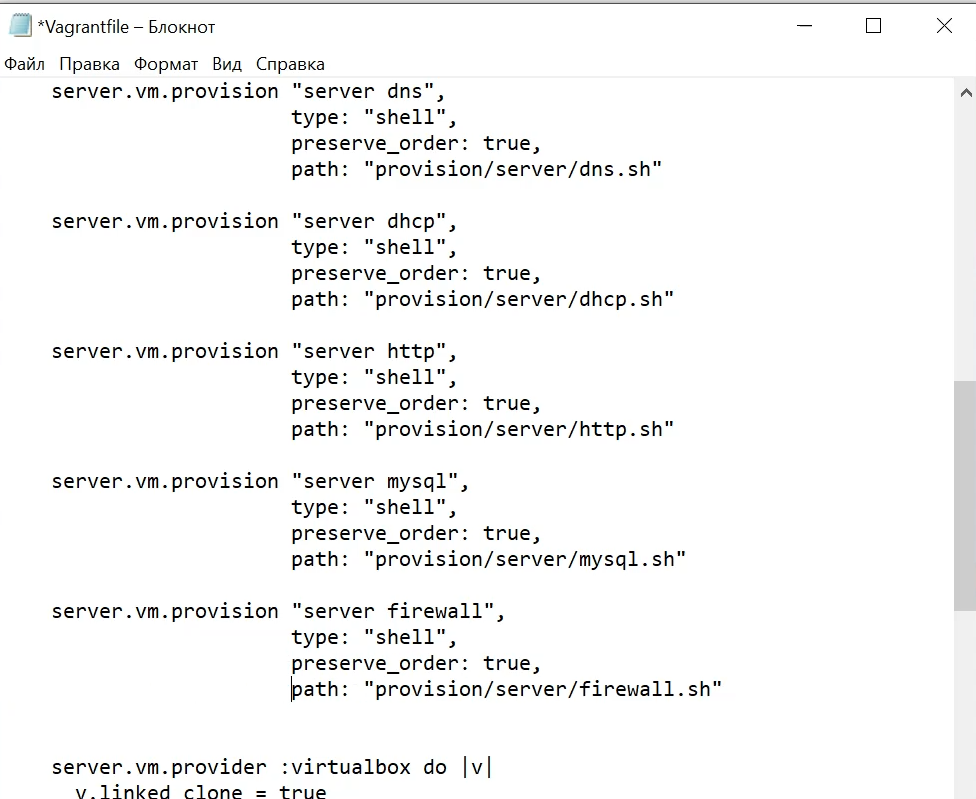 *Vagrantfile – Блокнот
Файл Правка Формат Вид Справка
server.vm.provision "server dns",
type: "shell",
preserve_order: true,
path: "provision/server/dns.sh"
server.vm.provision "server dhcp",
type: "shell",
preserve_order: true,
path: "provision/server/dhcp.sh"
server.vm.provision "server http",
type: "shell",
preserve_order: true,
path: "provision/server/http.sh"
server.vm.provision "server mysql",
type: "shell",
preserve_order: true,
path: "provision/server/mysql.sh"
server.vm.provision "server firewall",
type: "shell",
preserve_order: true,
path: "provision/server/firewall.sh"
server.vm.provider :virtualbox do |v|
v.linked_clone = true